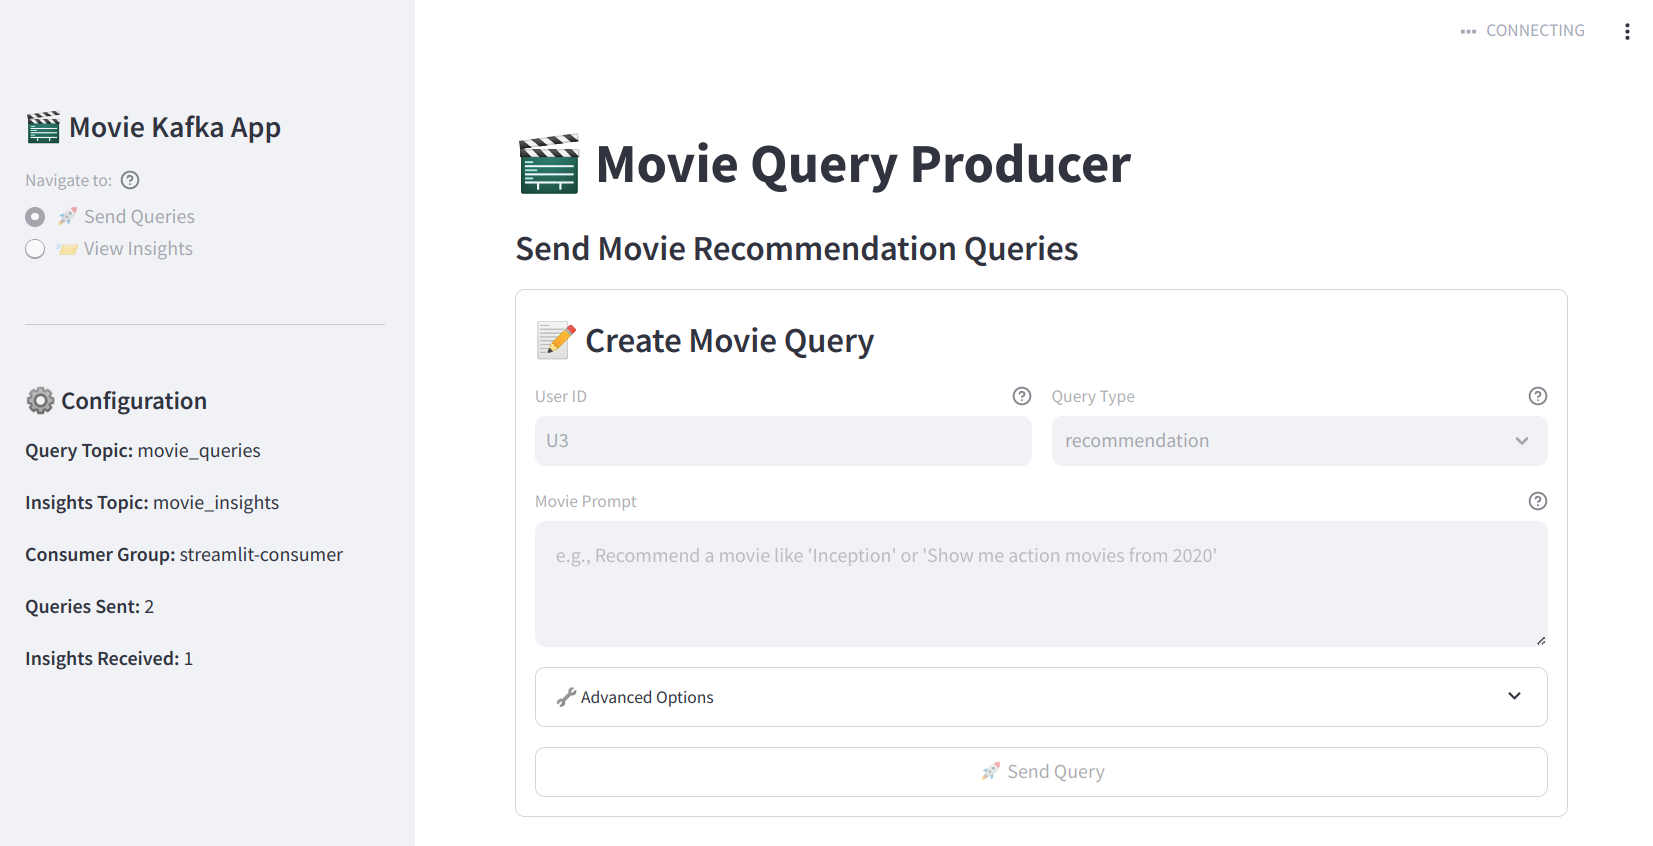 CONNECTING
Movie Kafka App
Navigate to:
Send Queries
View Insights
Configuration
Query Topic: movie_queries
Insights Topic: movie_insights
Consumer Group: streamlit-consumer
Queries Sent: 2
Insights Received: 1
Movie Query Producer
Send Movie Recommendation Queries
Create Movie Query
User ID
U3
Query Type
recommendation
Movie Prompt
e.g., Recommend a movie like 'Inception' or 'Show me action movies from 2020'
Advanced Options
Send Query